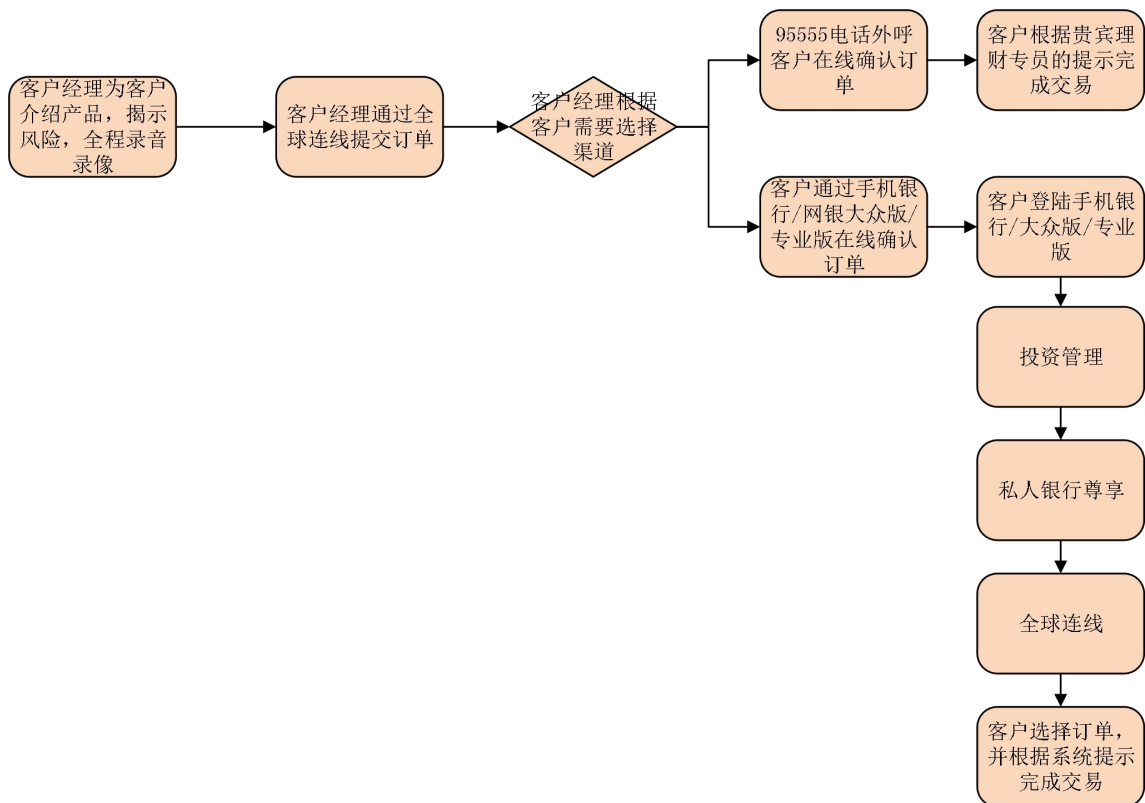 客户经理为客户
介绍产品，揭示
风险，全程录音
录像
客户经理通过全
球连线提交订单
客户经理根据
客户需要选择
渠道
95555电话外呼
客户在线确认订
单
客户根据贵宾理
财专员的提示完
成交易
客户通过手机银
行/网银大众版/
专业版在线确认
订单
客户登陆手机银
行/大众版/专业
版
投资管理
私人银行尊享
全球连线
客户选择订单，
并根据系统提示
完成交易